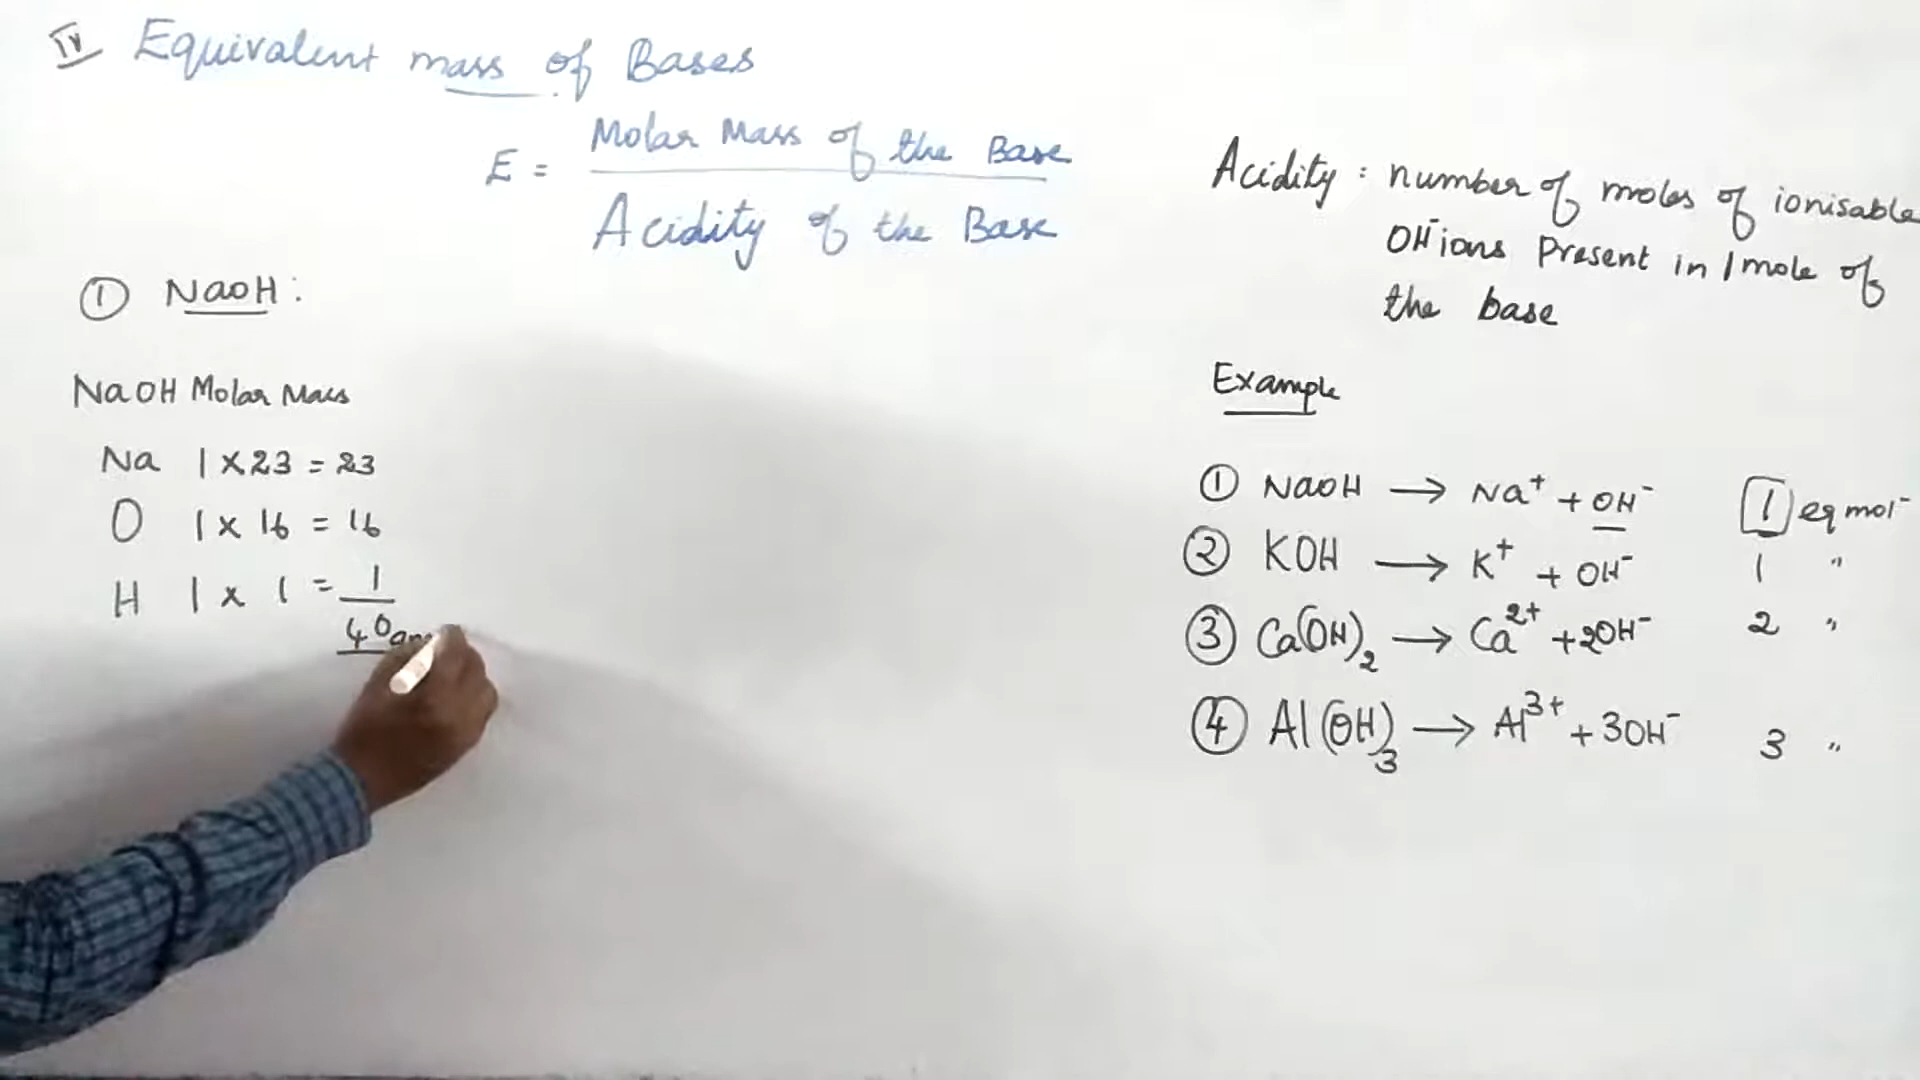 IV Equivalent mass of Bases
E = Molar Mass of the Base
Acidity of the Base
① NaOH :
NaOH Molar Mass
Na 1 x 23 = 23
O 1 x 16 = 16
H 1 x 1 = 1
40
Acidity : number of moles of ionisable
OH⁻ ions present in 1 mole of
the base
Example
① NaOH → Na⁺ + OH⁻ 1 eq mol⁻
② KOH → K⁺ + OH⁻ 1 "
③ Ca(OH)₂ → Ca²⁺ + 2OH⁻ 2 "
④ Al(OH)₃ → Al³⁺ + 3OH⁻ 3 "